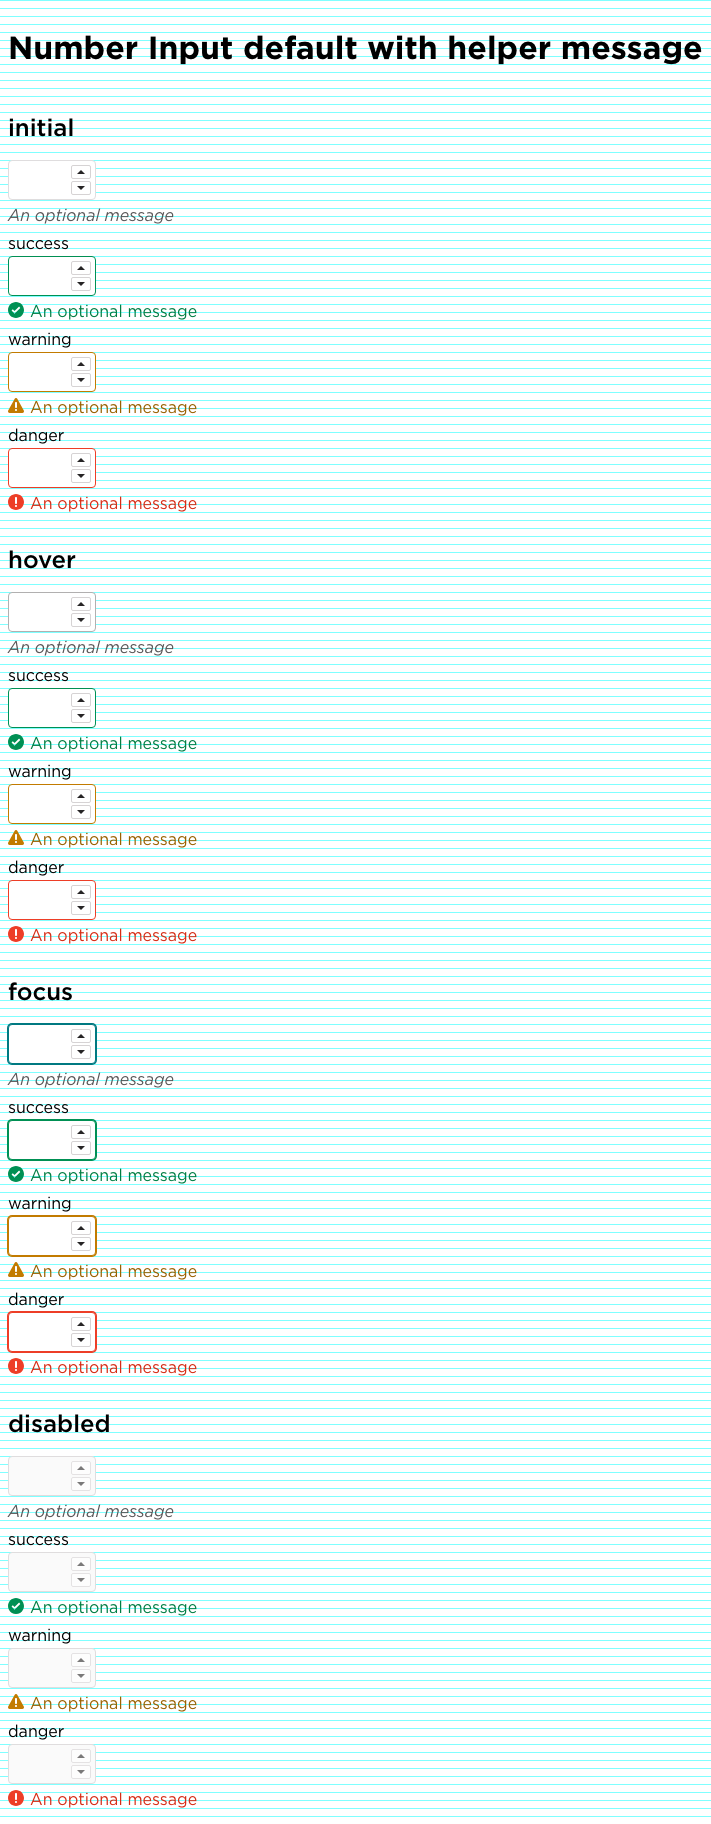 Number Input default with helper message
initial
An optional message
success
An optional message
warning
An optional message
danger
An optional message
hover
An optional message
success
An optional message
warning
An optional message
danger
An optional message
focus
An optional message
success
An optional message
warning
An optional message
danger
An optional message
disabled
An optional message
success
An optional message
warning
An optional message
danger
An optional message